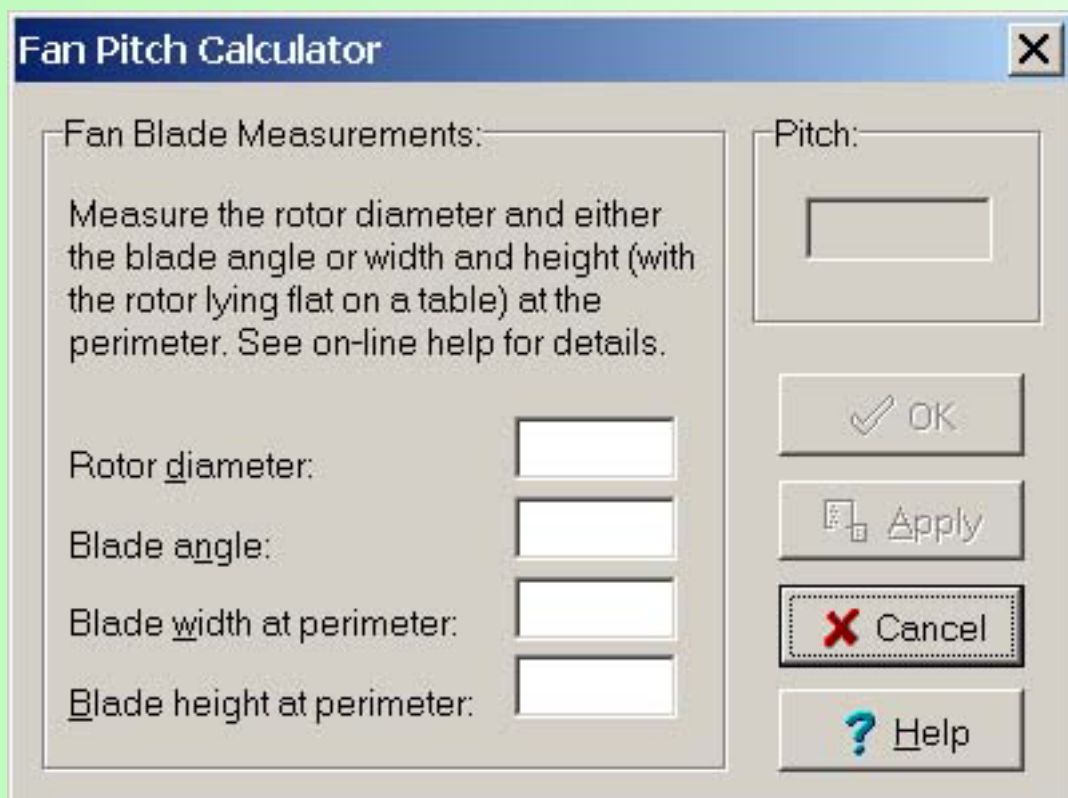 Fan Pitch Calculator
Fan Blade Measurements:
Measure the rotor diameter and either
the blade angle or width and height (with
the rotor lying flat on a table) at the
perimeter. See on-line help for details.
Rotor diameter:
Blade angle:
Blade width at perimeter:
Blade height at perimeter:
Pitch:
OK
Apply
Cancel
Help